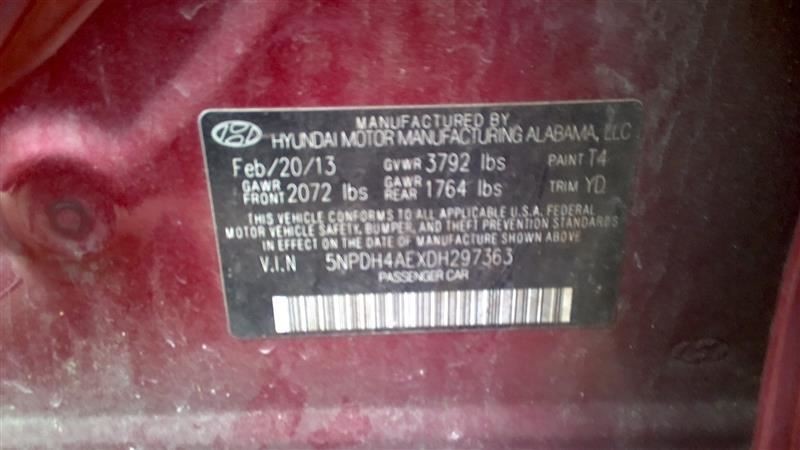 MANUFACTURED BY
HYUNDAI MOTOR MANUFACTURING ALABAMA, LLC
Feb/20/13 GVWR 3792 lbs PAINT T4
GAWR FRONT 2072 lbs GAWR REAR 1764 lbs TRIM YD
THIS VEHICLE CONFORMS TO ALL APPLICABLE U.S.A. FEDERAL
MOTOR VEHICLE SAFETY, BUMPER, AND THEFT PREVENTION STANDARDS
IN EFFECT ON THE DATE OF MANUFACTURE SHOWN ABOVE
V.I.N 5NPDH4AEXDH297363
PASSENGER CAR